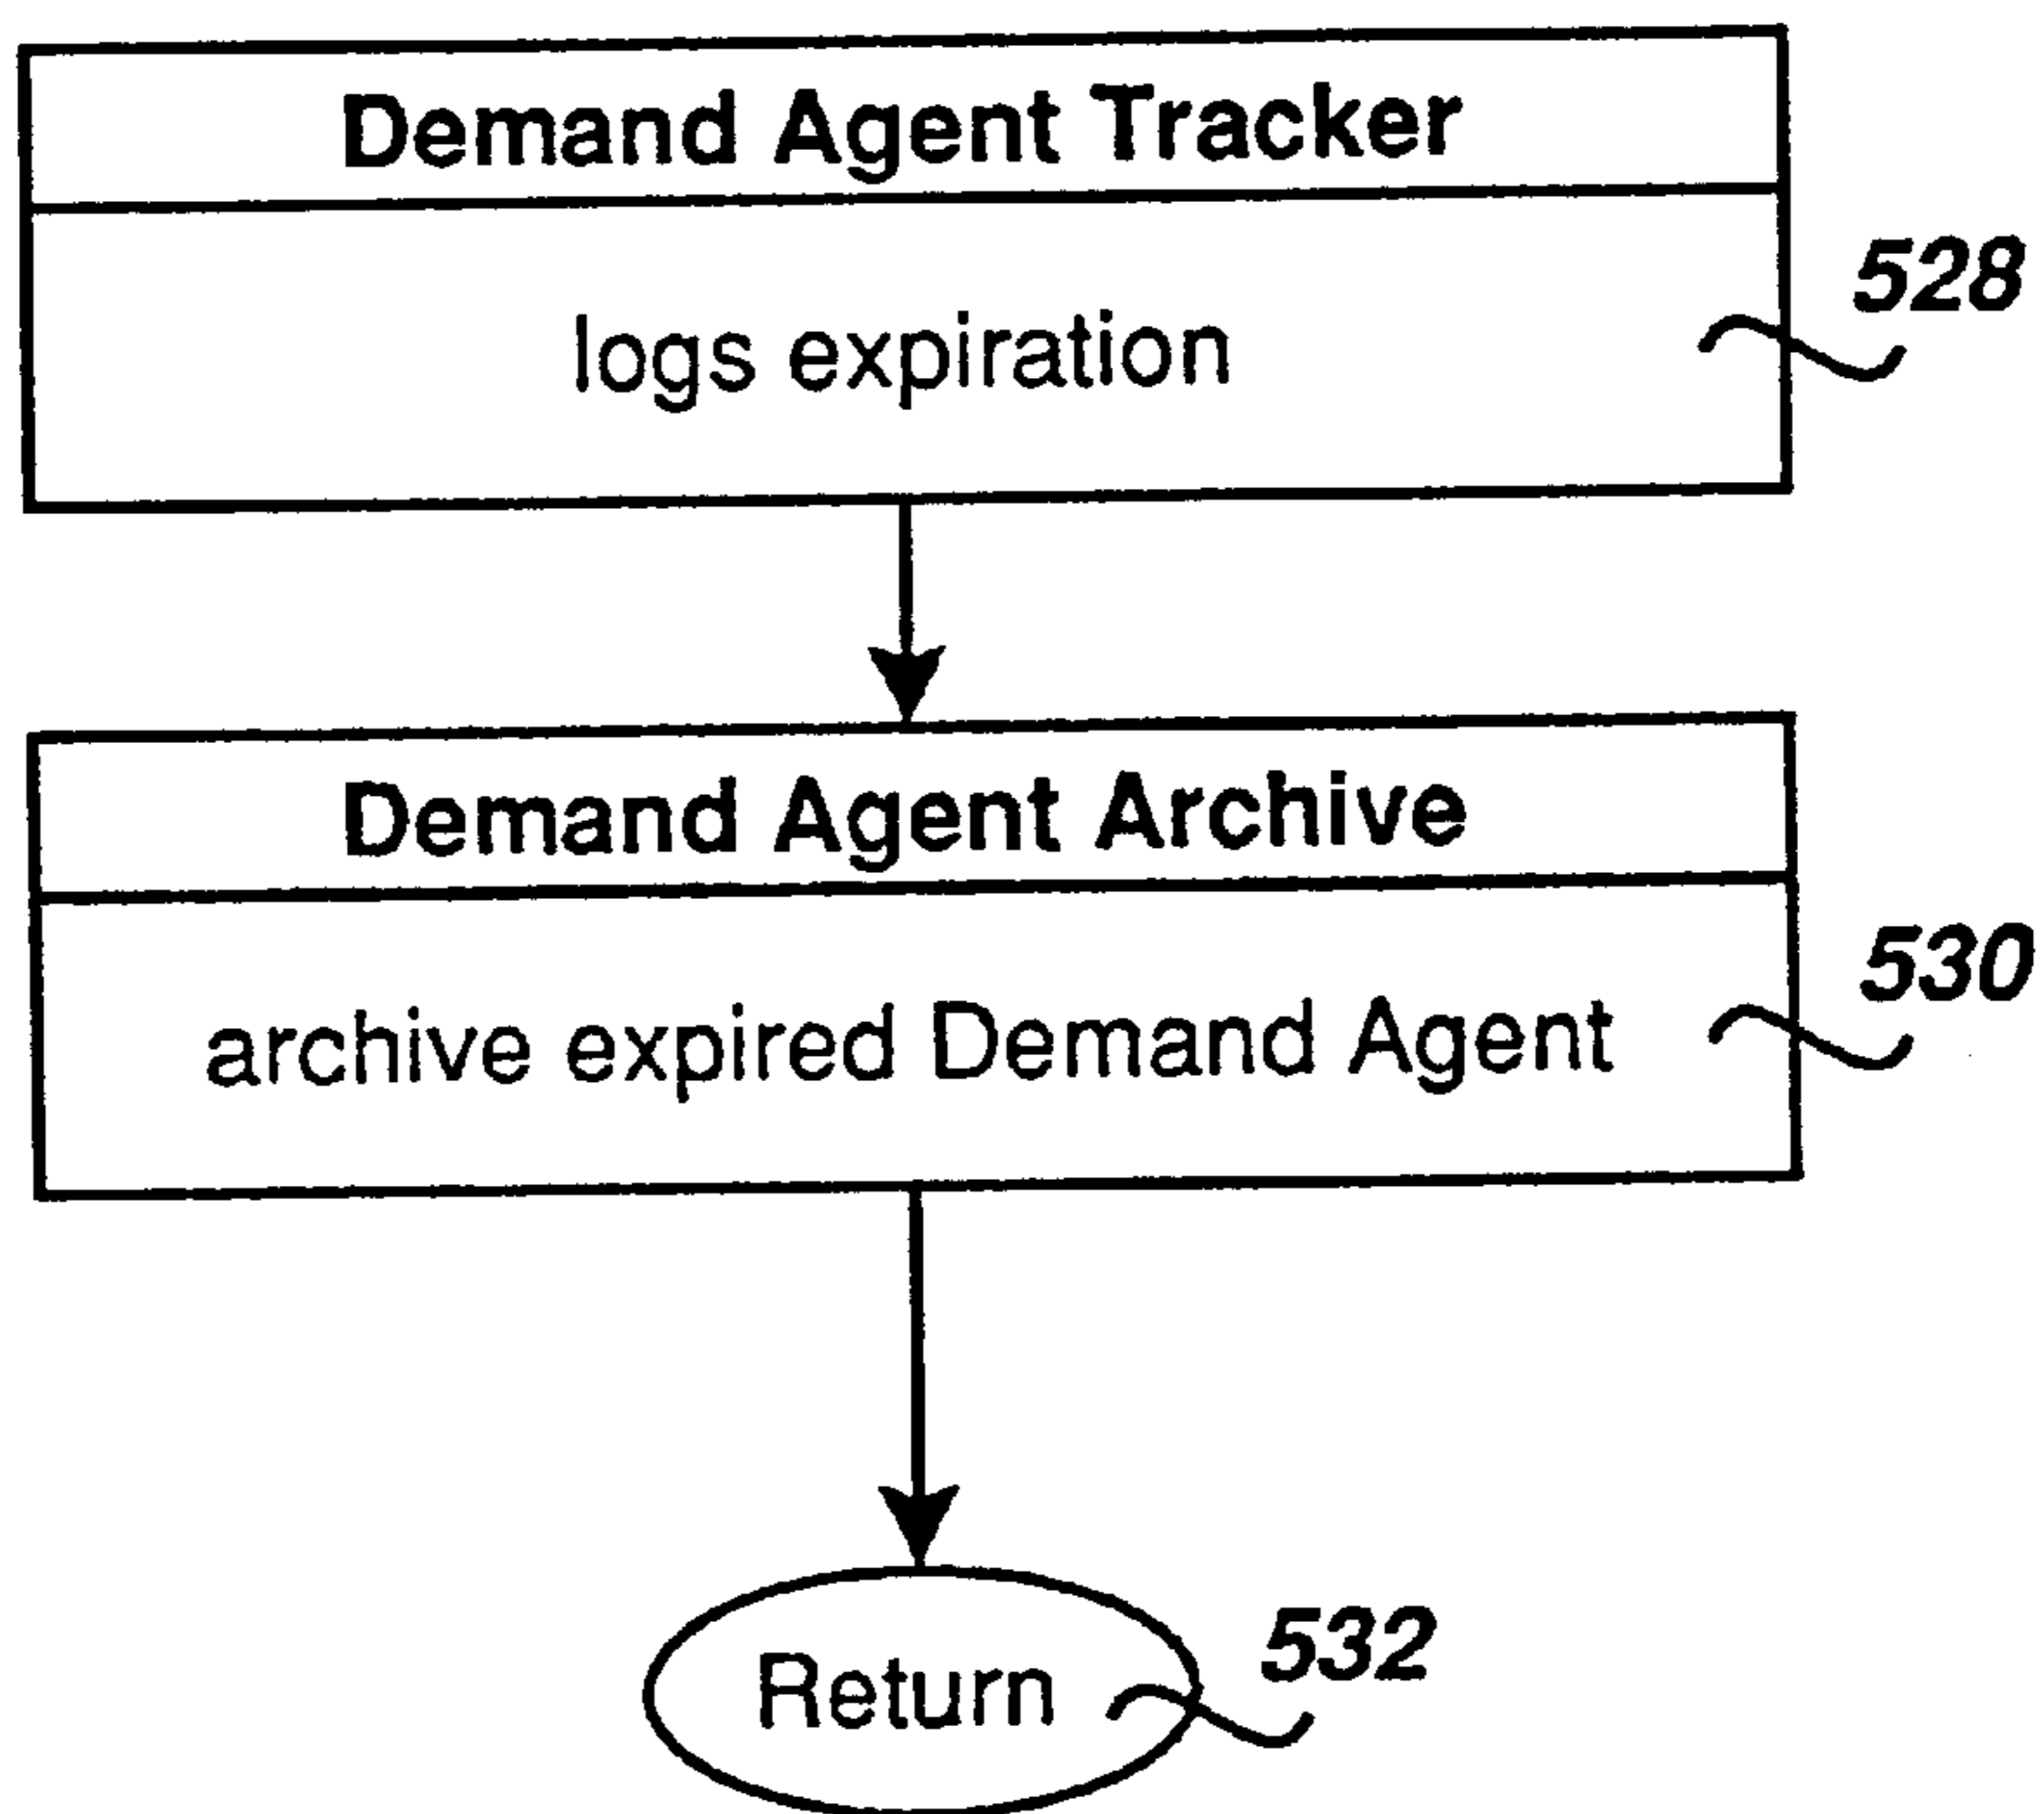 Demand Agent Tracker
528
logs expiration
Demand Agent Archive
530
archive expired Demand Agent
532
Return